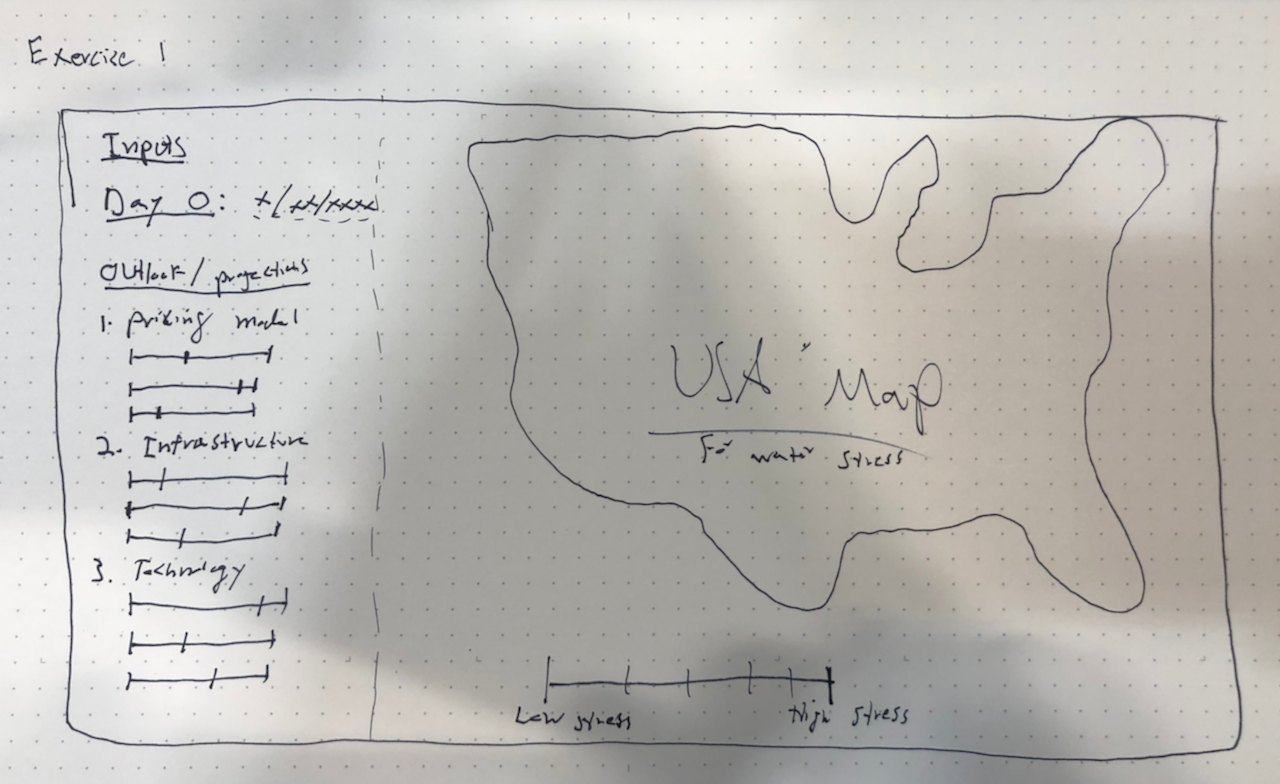 Exercise 1
Inputs
Day 0: x/xx/xxxx
Outlook/projections
1. pricing model
2. Infrastructure
3. Technology
USA Map
For water stress
Low stress
High stress